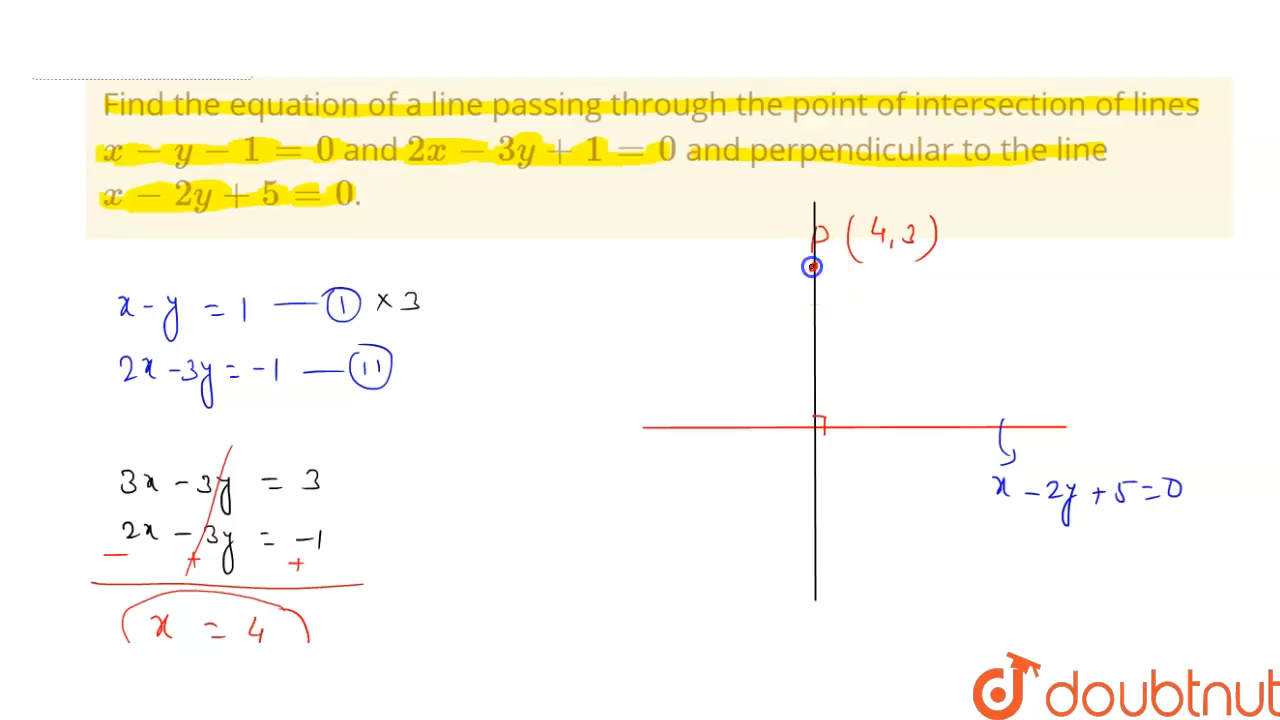 Find the equation of a line passing through the point of intersection of lines
x − y − 1 = 0 and 2x − 3y + 1 = 0 and perpendicular to the line
x − 2y + 5 = 0.
P (4,3)
x - y = 1 — ① × 3
2x - 3y = -1 — ⑪
3x - 3y = 3
2x - 3y = -1
− + +
x = 4
x - 2y + 5 = 0
doubtnut